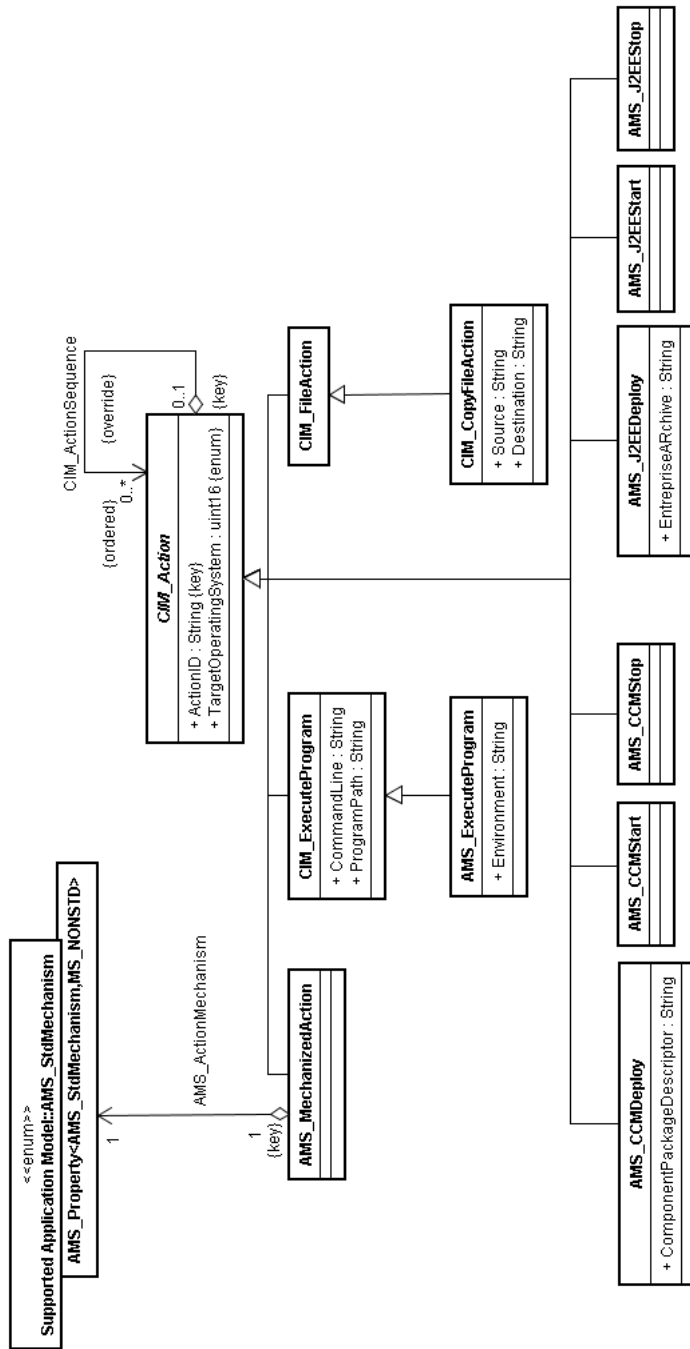 <<enum>>
Supported Application Model::AMS_StdMechanism
AMS_Property<AMS_StdMechanism,MS_NONSTD>
1
AMS_ActionMechanism
1
{key}
AMS_MechanizedAction
CIM_ActionSequence
{ordered}
{override}
0..*
0..1
{key}
CIM_Action
+ ActionID : String {key}
+ TargetOperatingSystem : uint16 {enum}
CIM_ExecuteProgram
+ CommandLine : String
+ ProgramPath : String
CIM_FileAction
AMS_ExecuteProgram
+ Environment : String
CIM_CopyFileAction
+ Source : String
+ Destination : String
AMS_CCMDeploy
+ ComponentPackageDescriptor : String
AMS_CCMStart
AMS_CCMStop
AMS_J2EEDeploy
+ EntrepriseARchive : String
AMS_J2EEStart
AMS_J2EEStop